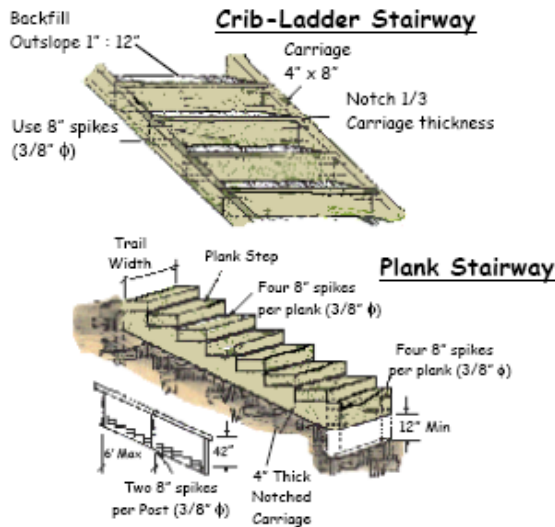 Crib-Ladder Stairway
Backfill
Outslope 1" : 12"
Carriage
4" x 8"
Notch 1/3
Carriage thickness
Use 8" spikes
(3/8" ϕ)
Plank Stairway
Trail
Width
Plank Step
Four 8" spikes
per plank (3/8" ϕ)
Four 8" spikes
per plank (3/8" ϕ)
12" Min
6' Max
42"
Two 8" spikes
per Post (3/8" ϕ)
4" Thick
Notched
Carriage